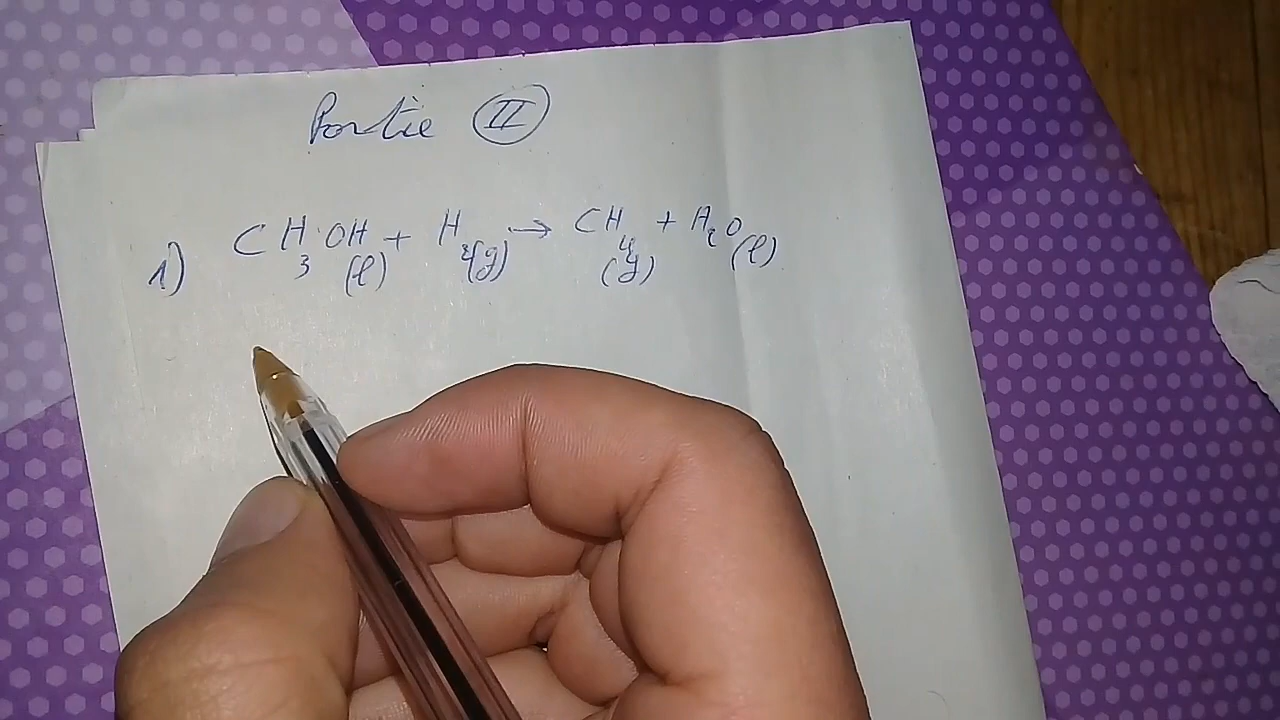 Partie II
1) CH3OH(l) + H2(g) → CH4(g) + H2O(l)